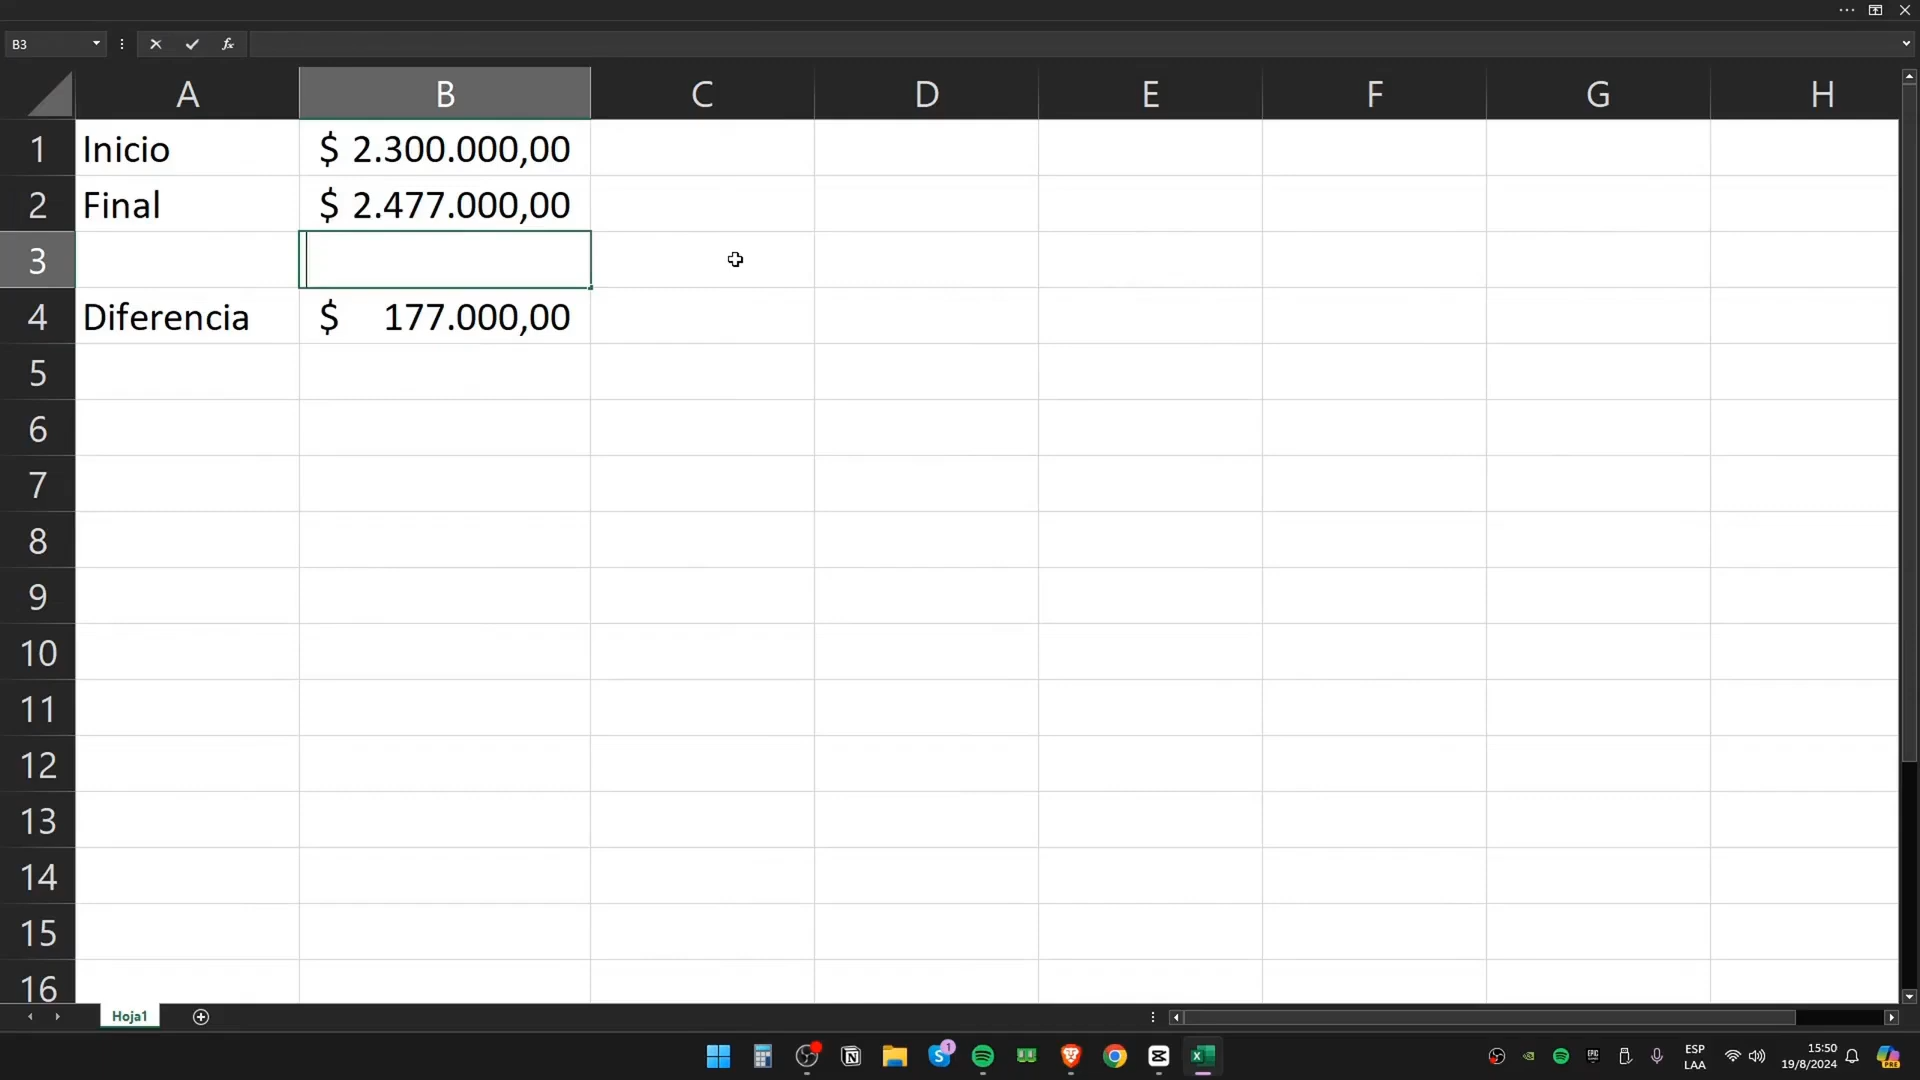 B3
fx
A B C D E F G H
1 Inicio $ 2.300.000,00
2 Final $ 2.477.000,00
3
4 Diferencia $ 177.000,00
5
6
7
8
9
10
11
12
13
14
15
16
Hoja1
1
ESP
LAA
15:50
19/8/2024